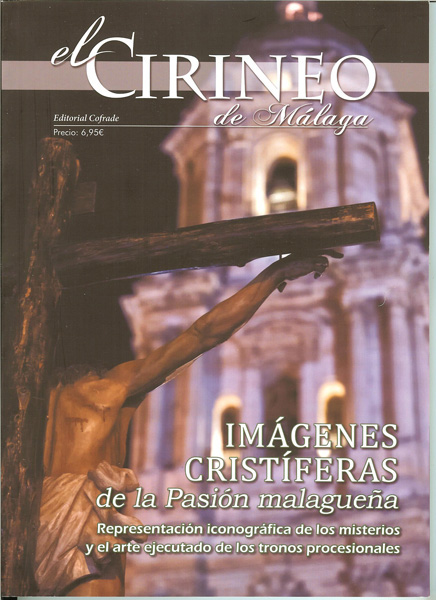 el CIRINEO
de Málaga
Editorial Cofrade
Precio: 6,95€
IMÁGENES
CRISTÍFERAS
de la Pasión malagueña
Representación iconográfica de los misterios
y el arte ejecutado de los tronos procesionales